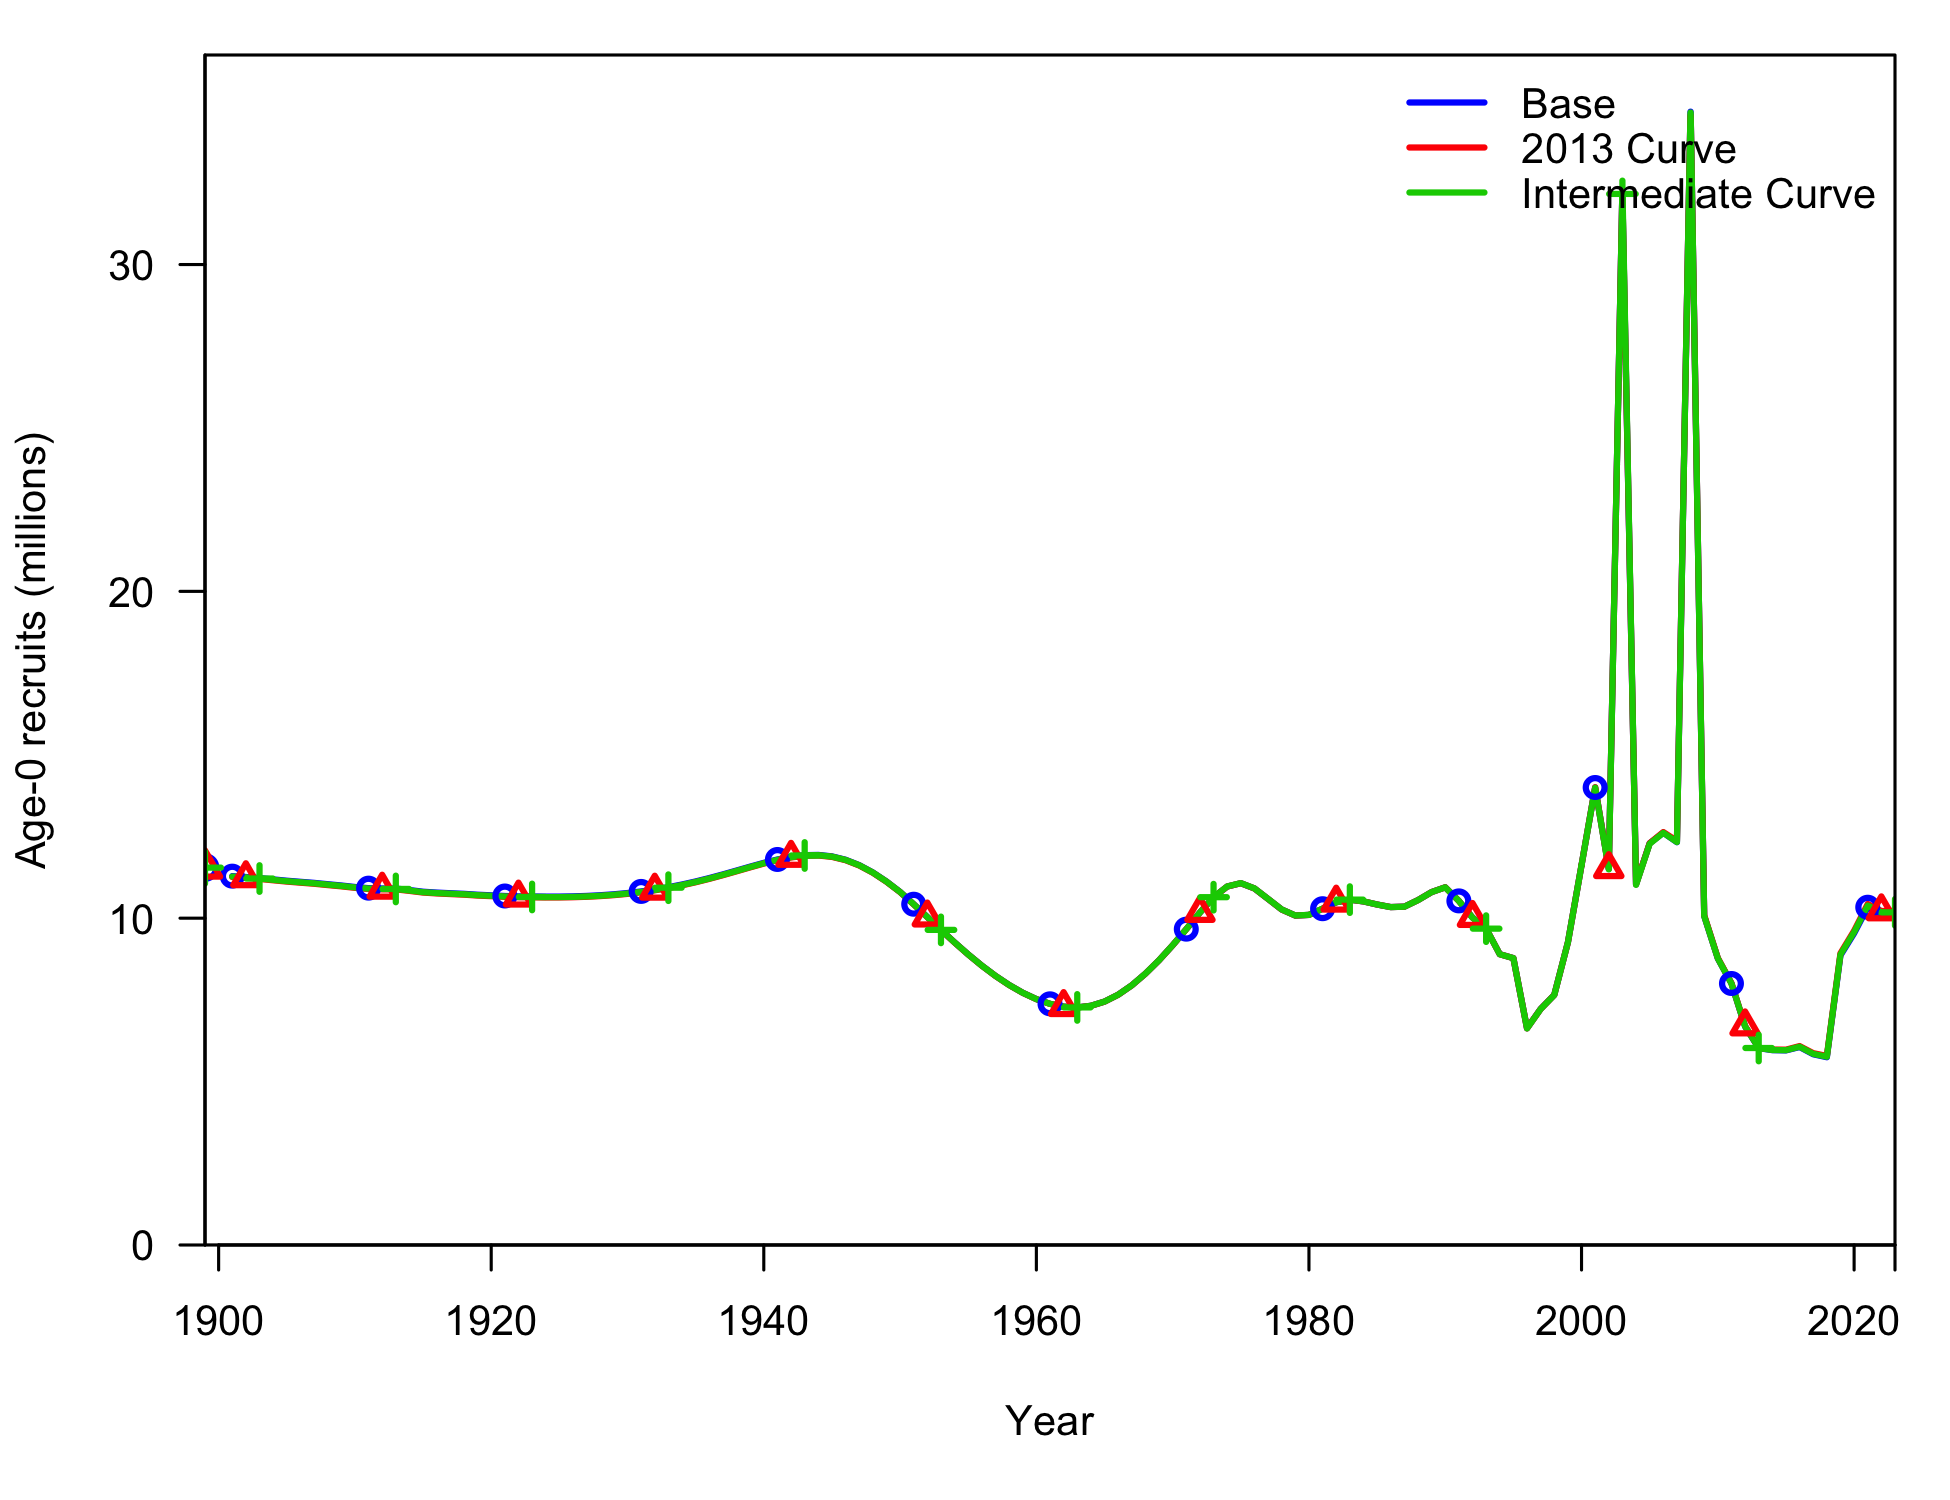 Base
2013 Curve
Intermediate Curve
30
20
10
0
Age-0 recruits (millions)
1900 1920 1940 1960 1980 2000 2020
Year